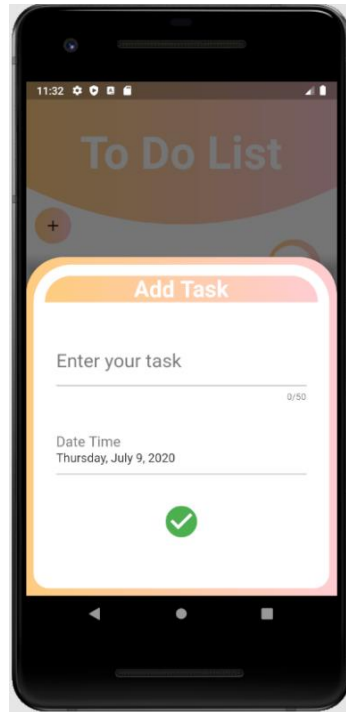 11:32
To Do List
+
Add Task
Enter your task
0/50
Date Time
Thursday, July 9, 2020